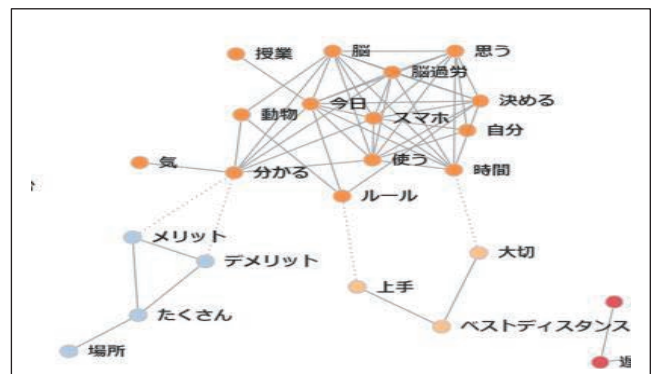 授業
脳
思う
脳過労
今日
決める
動物
スマホ
自分
気
分かる
使う
時間
ルール
メリット
デメリット
大切
上手
たくさん
ベストディスタンス
場所